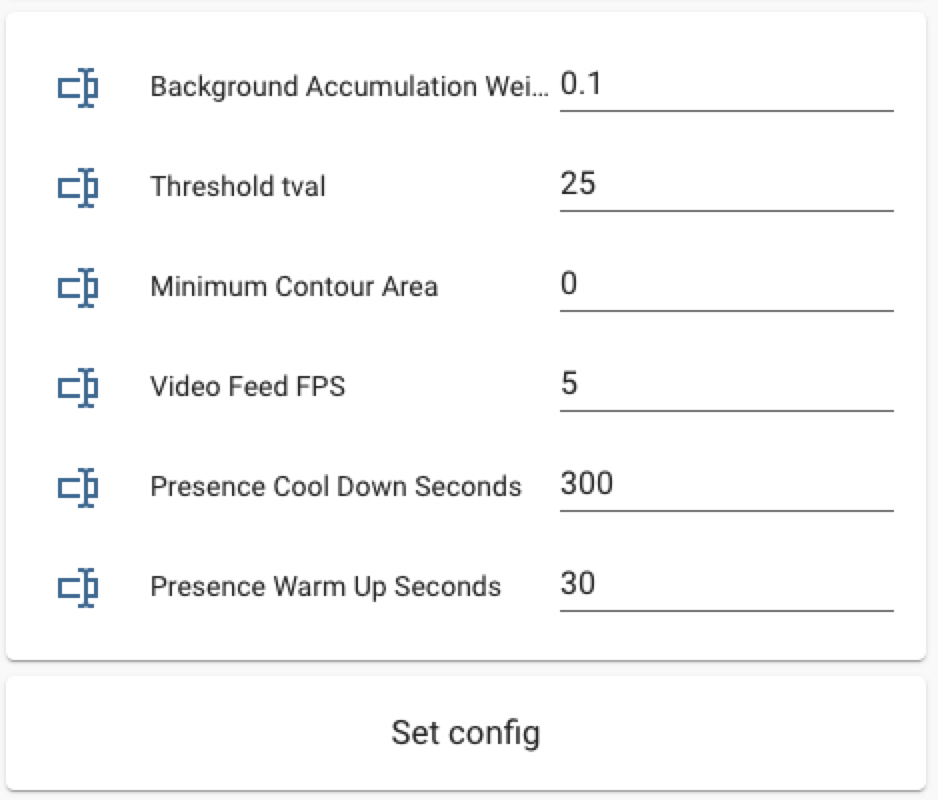 Background Accumulation Wei... 0.1
Threshold tval 25
Minimum Contour Area 0
Video Feed FPS 5
Presence Cool Down Seconds 300
Presence Warm Up Seconds 30
Set config